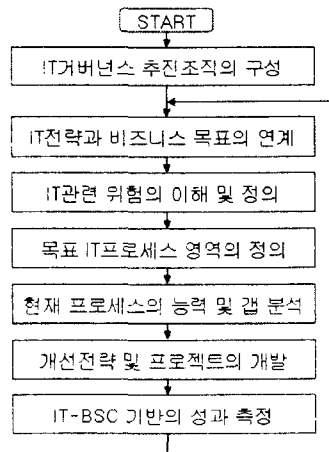 START
IT거버넌스 추진조직의 구성
IT전략과 비즈니스 목표의 연계
IT관련 위험의 이해 및 정의
목표 IT프로세스 영역의 정의
현재 프로세스의 능력 및 갭 분석
개선전략 및 프로젝트의 개발
IT-BSC 기반의 성과 측정